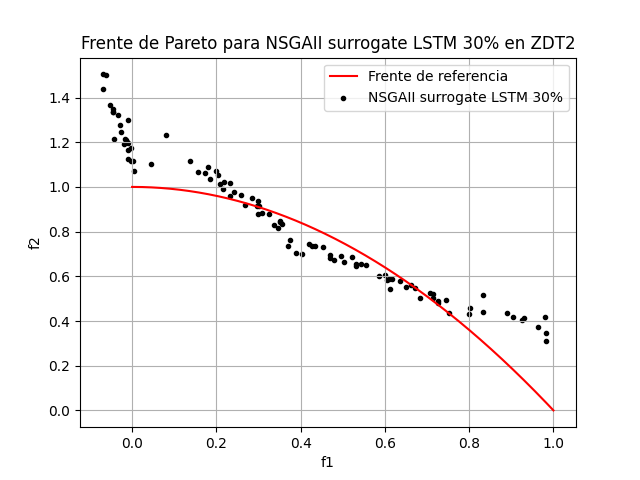 Frente de Pareto para NSGAII surrogate LSTM 30% en ZDT2
Frente de referencia
NSGAII surrogate LSTM 30%
f2
1.4
1.2
1.0
0.8
0.6
0.4
0.2
0.0
0.0 0.2 0.4 0.6 0.8 1.0
f1